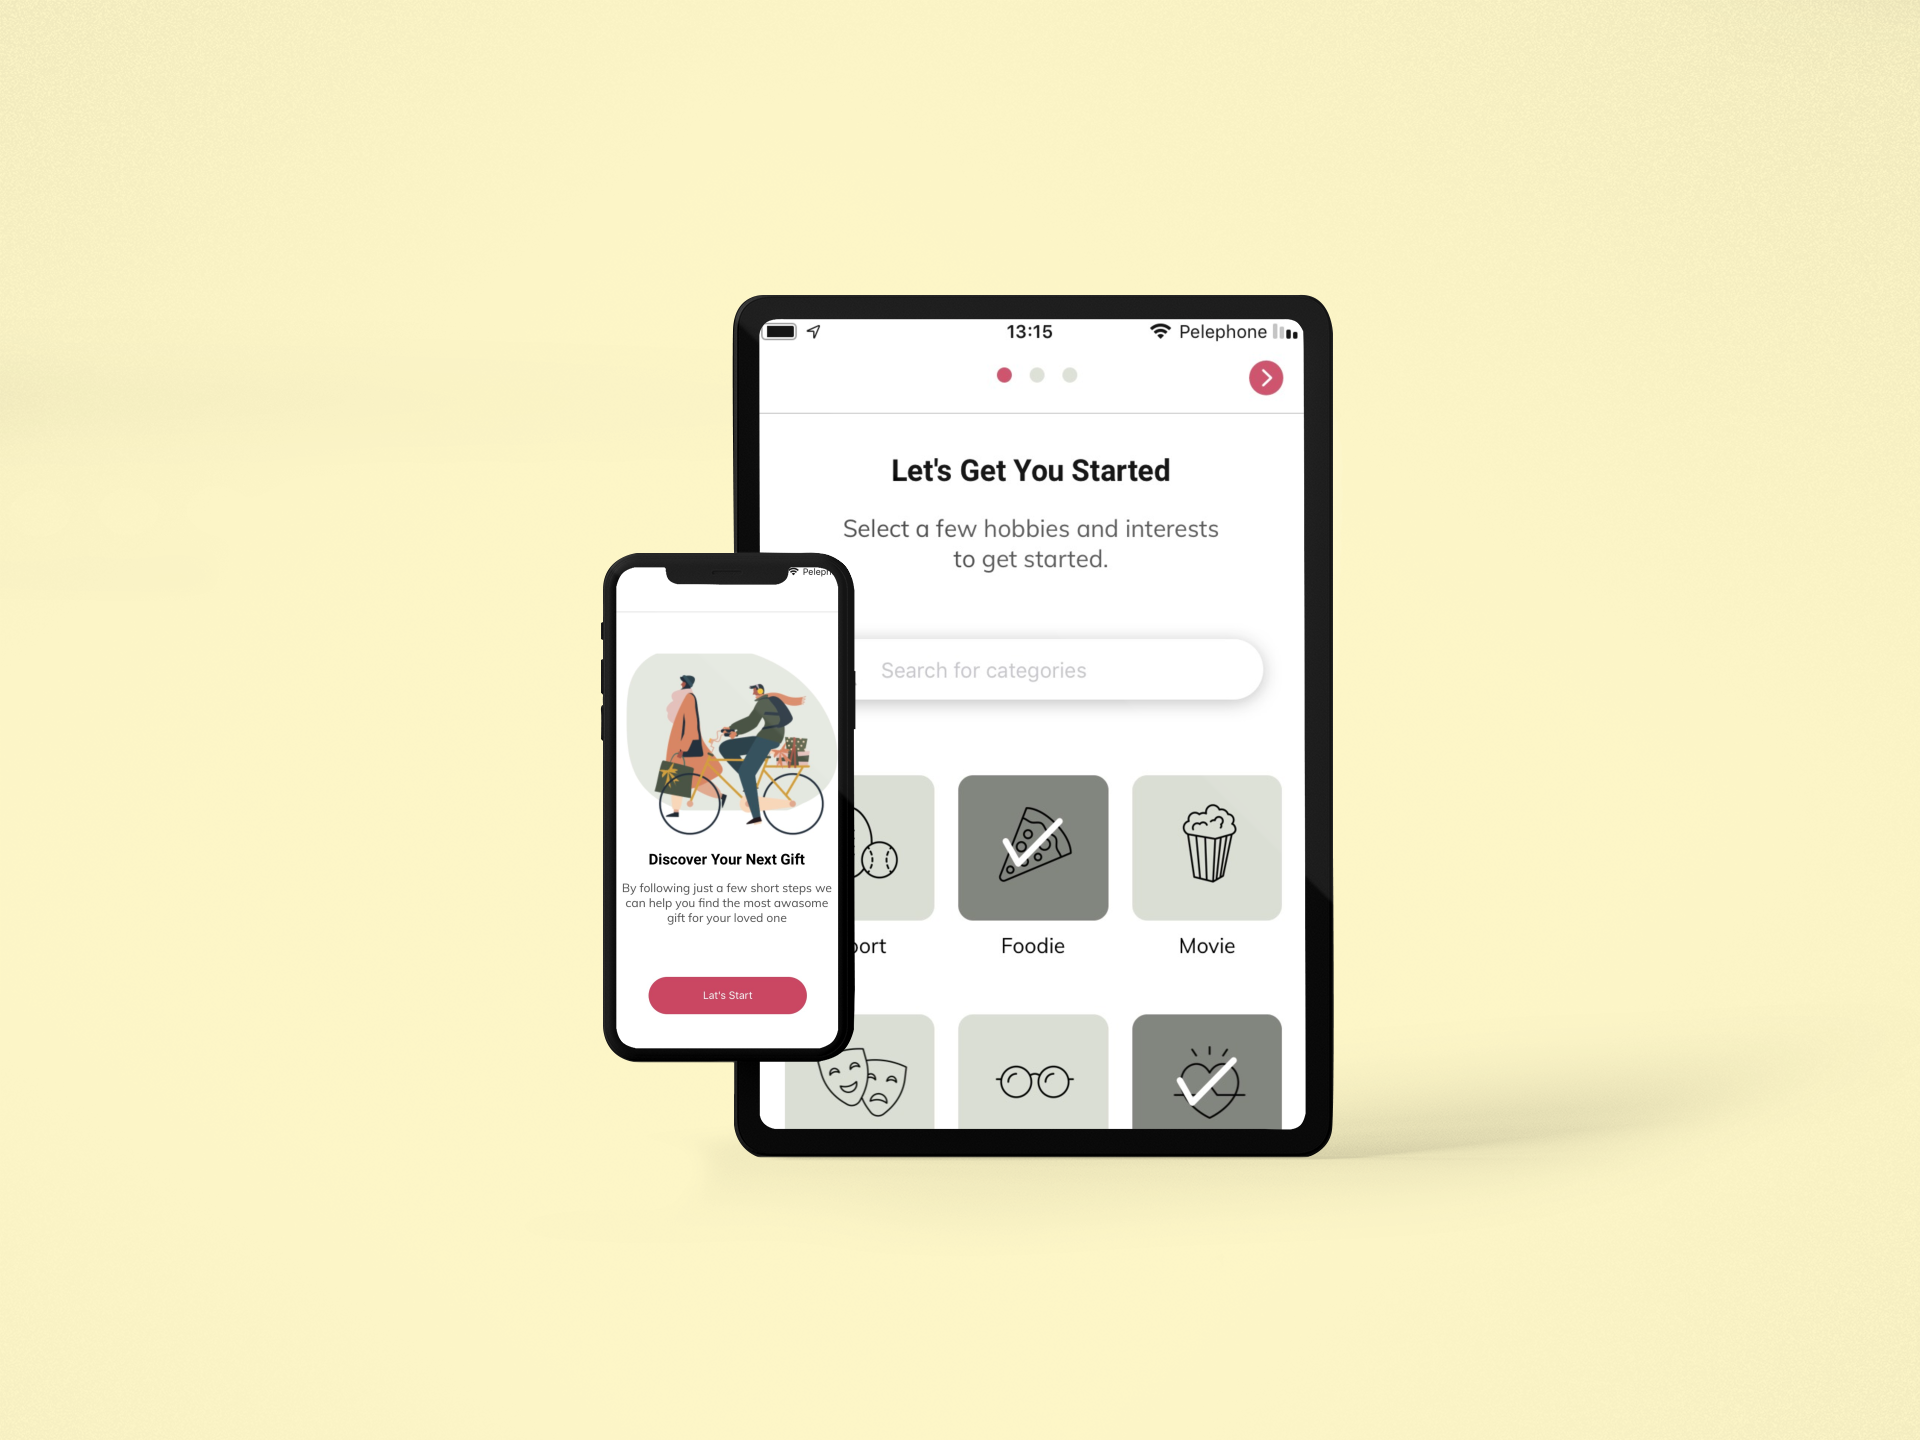 13:15
Pelephone
Let's Get You Started
Select a few hobbies and interests
to get started.
Search for categories
Foodie
Movie
Discover Your Next Gift
By following just a few short steps we
can help you find the most awasome
gift for your loved one
Lat's Start